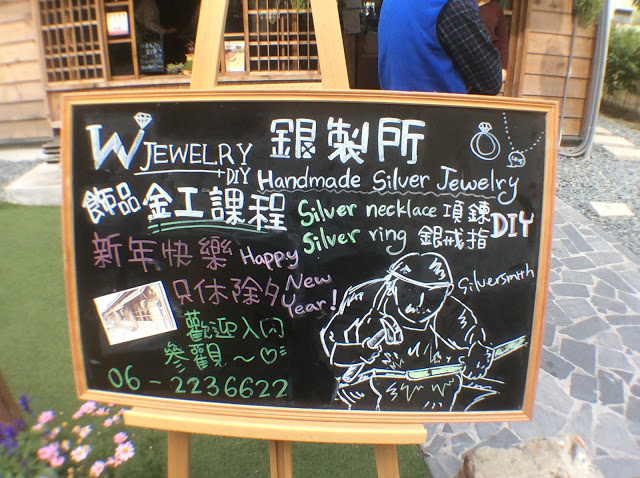 W JEWELRY
+DIY
銀製所
Handmade Silver Jewelry
飾品 金工課程
Silver necklace 項鍊
Silver ring 銀戒指
DIY
新年快樂 Happy New Year!
只休除夕
Silversmith
歡迎入內
參觀~
06-2236622